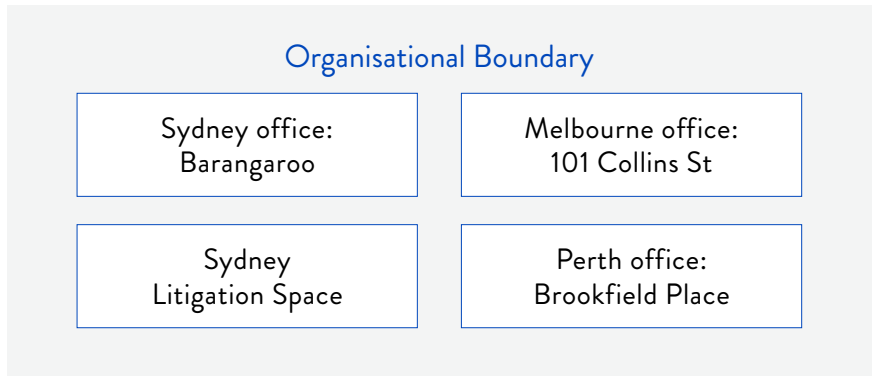 Organisational Boundary
Sydney office:
Barangaroo
Melbourne office:
101 Collins St
Sydney
Litigation Space
Perth office:
Brookfield Place